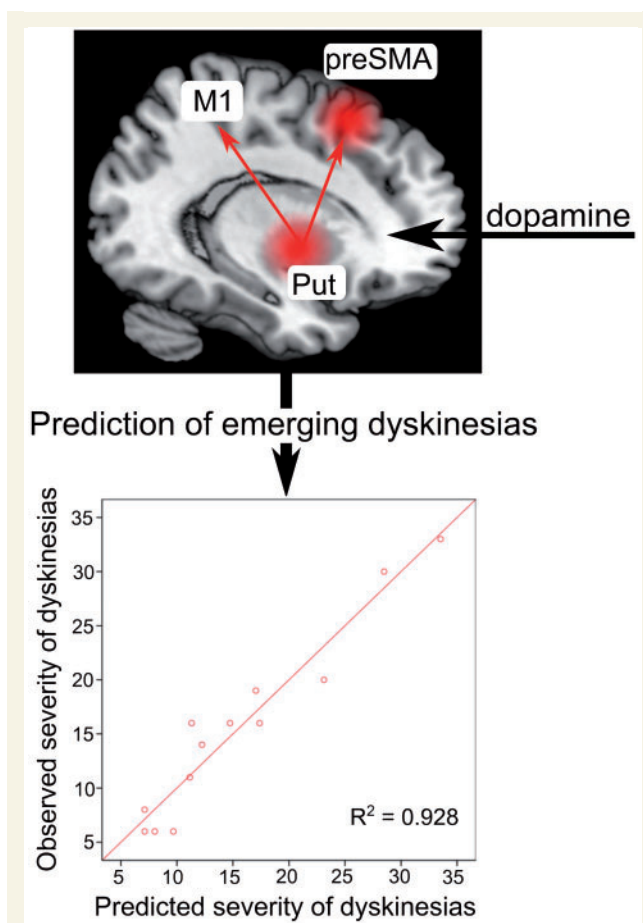 preSMA
M1
dopamine
Put
Prediction of emerging dyskinesias
Observed severity of dyskinesias
35
30
25
20
15
10
5
R² = 0.928
5 10 15 20 25 30 35
Predicted severity of dyskinesias